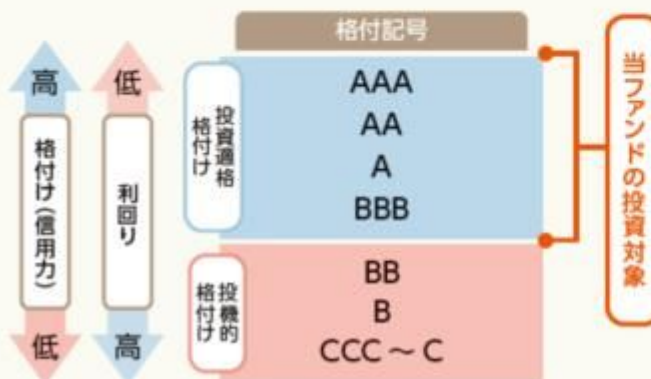 格付記号
高
低
格付け(信用力)
利回り
低
高
投資適格
格付け
AAA
AA
A
BBB
投機的
格付け
BB
B
CCC ~ C
当ファンドの投資対象